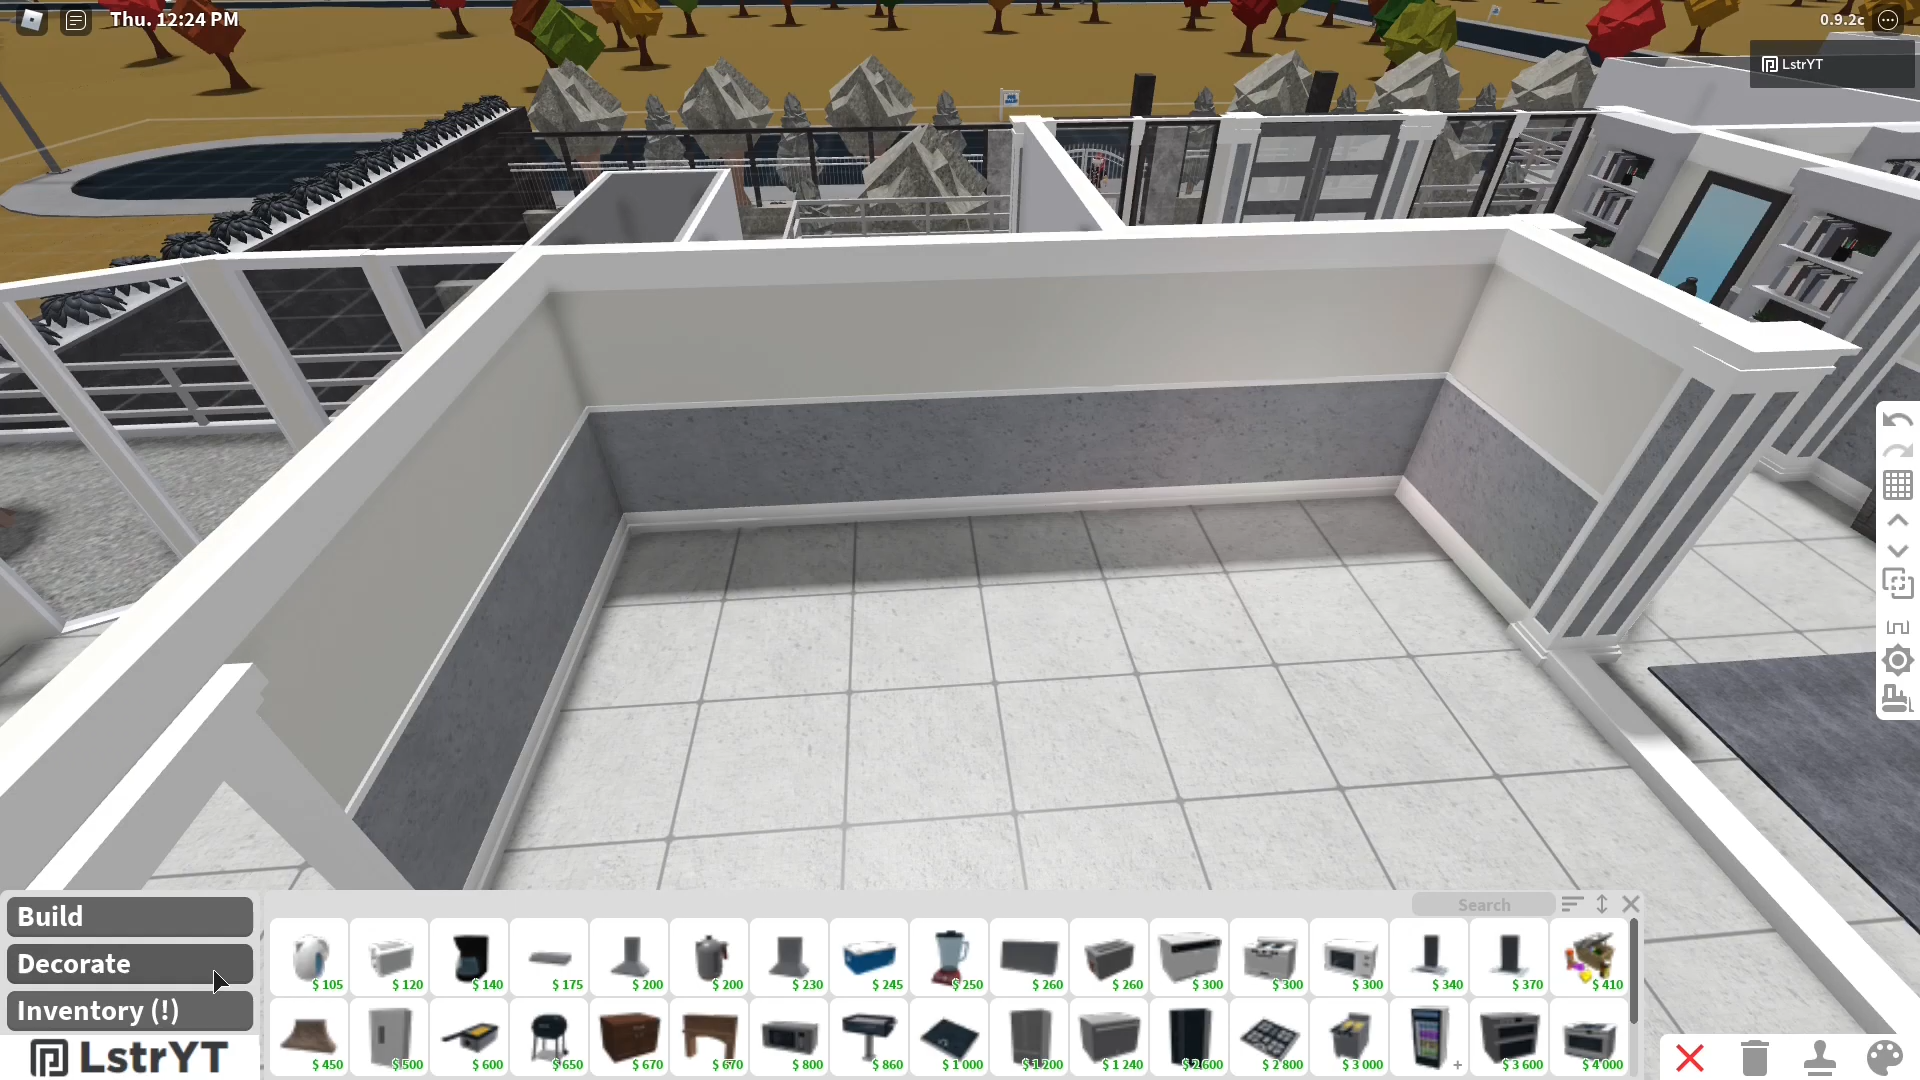 Thu. 12:24 PM
0.9.2c
LstrYT
Build
Decorate
Inventory (!)
LstrYT
Search
$ 105 $ 120 $ 140 $ 175 $ 200 $ 200 $ 230 $ 245 $ 250 $ 260 $ 260 $ 300 $ 300 $ 300 $ 340 $ 370 $ 410
$ 450 $ 500 $ 600 $ 650 $ 670 $ 670 $ 800 $ 860 $ 1 000 $ 1 200 $ 1 240 $ 2 600 $ 2 800 $ 3 000 + $ 3 600 $ 4 000